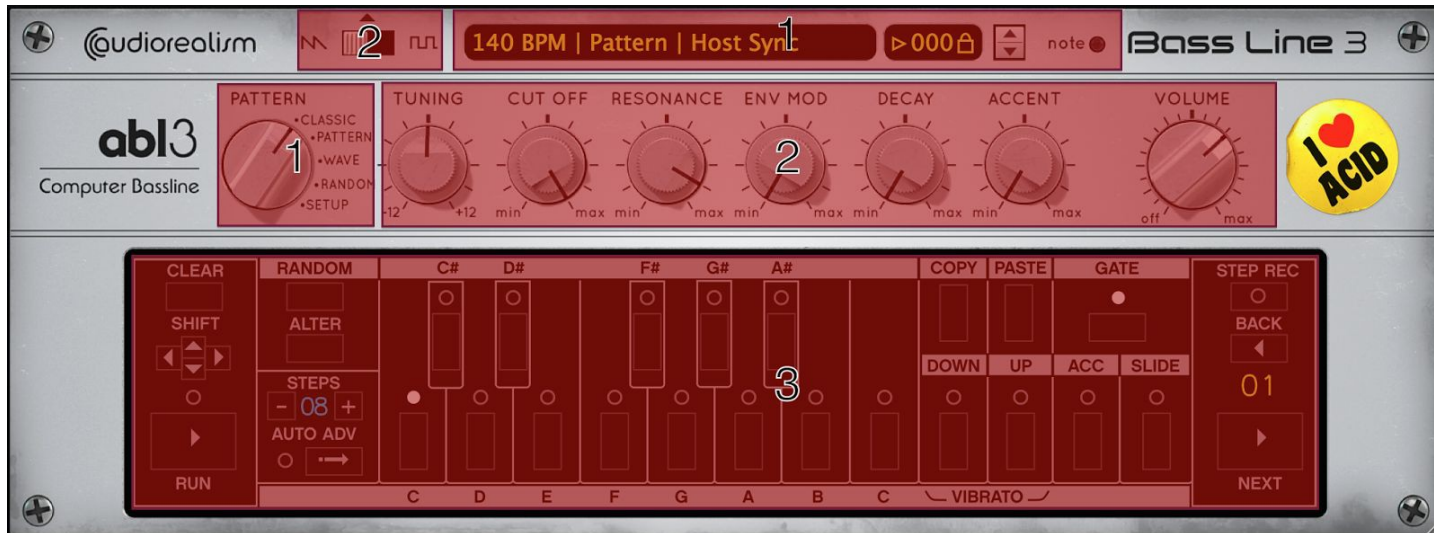 audiorealism
2
140 BPM | Pattern | Host Sync
1
000
note
Bass Line 3
abl3
Computer Bassline
PATTERN
CLASSIC
PATTERN
WAVE
RANDOM
SETUP
1
TUNING
CUT OFF
RESONANCE
ENV MOD
DECAY
ACCENT
VOLUME
2
-12
+12
min
max
min
max
min
max
min
max
min
max
off
max
I ❤ ACID
CLEAR
RANDOM
C#
D#
F#
G#
A#
COPY
PASTE
GATE
STEP REC
SHIFT
ALTER
BACK
3
DOWN
UP
ACC
SLIDE
STEPS
- 08 +
01
AUTO ADV
RUN
NEXT
C
D
E
F
G
A
B
C
VIBRATO